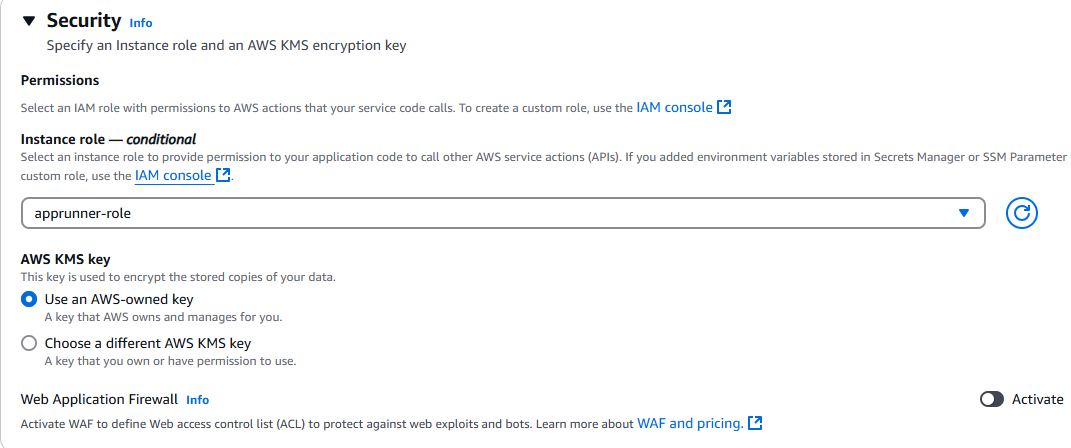 Security Info
Specify an Instance role and an AWS KMS encryption key
Permissions
Select an IAM role with permissions to AWS actions that your service code calls. To create a custom role, use the IAM console
Instance role — conditional
Select an instance role to provide permission to your application code to call other AWS service actions (APIs). If you added environment variables stored in Secrets Manager or SSM Parameter
custom role, use the IAM console.
apprunner-role
AWS KMS key
This key is used to encrypt the stored copies of your data.
Use an AWS-owned key
A key that AWS owns and manages for you.
Choose a different AWS KMS key
A key that you own or have permission to use.
Web Application Firewall Info Activate
Activate WAF to define Web access control list (ACL) to protect against web exploits and bots. Learn more about WAF and pricing.